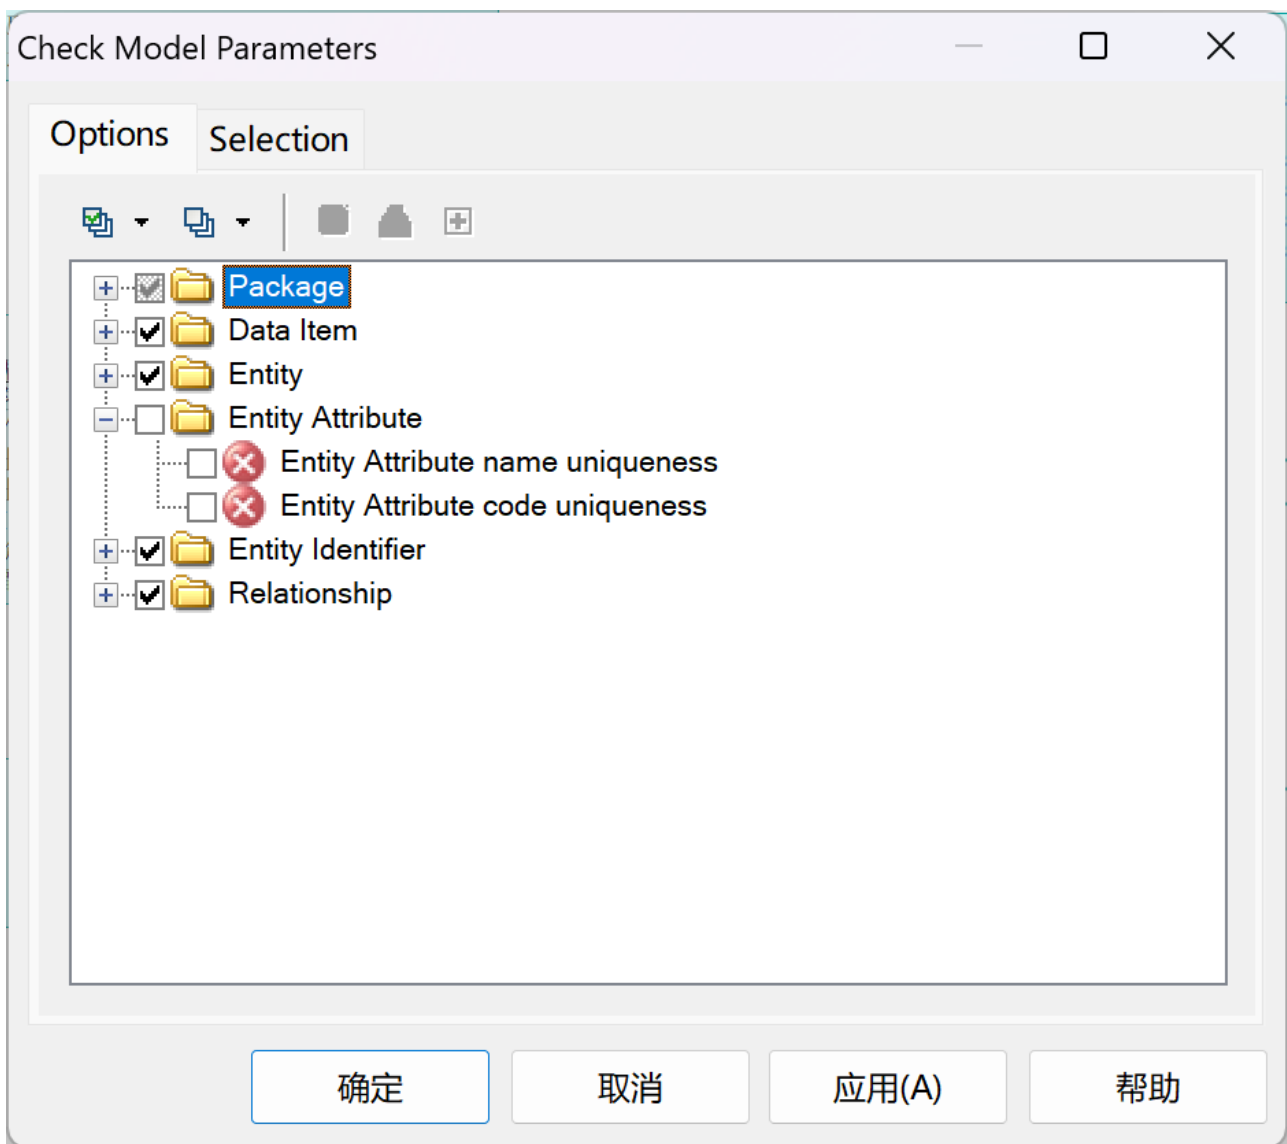 Check Model Parameters
Options
Selection
Package
Data Item
Entity
Entity Attribute
Entity Attribute name uniqueness
Entity Attribute code uniqueness
Entity Identifier
Relationship
确定
取消
应用(A)
帮助